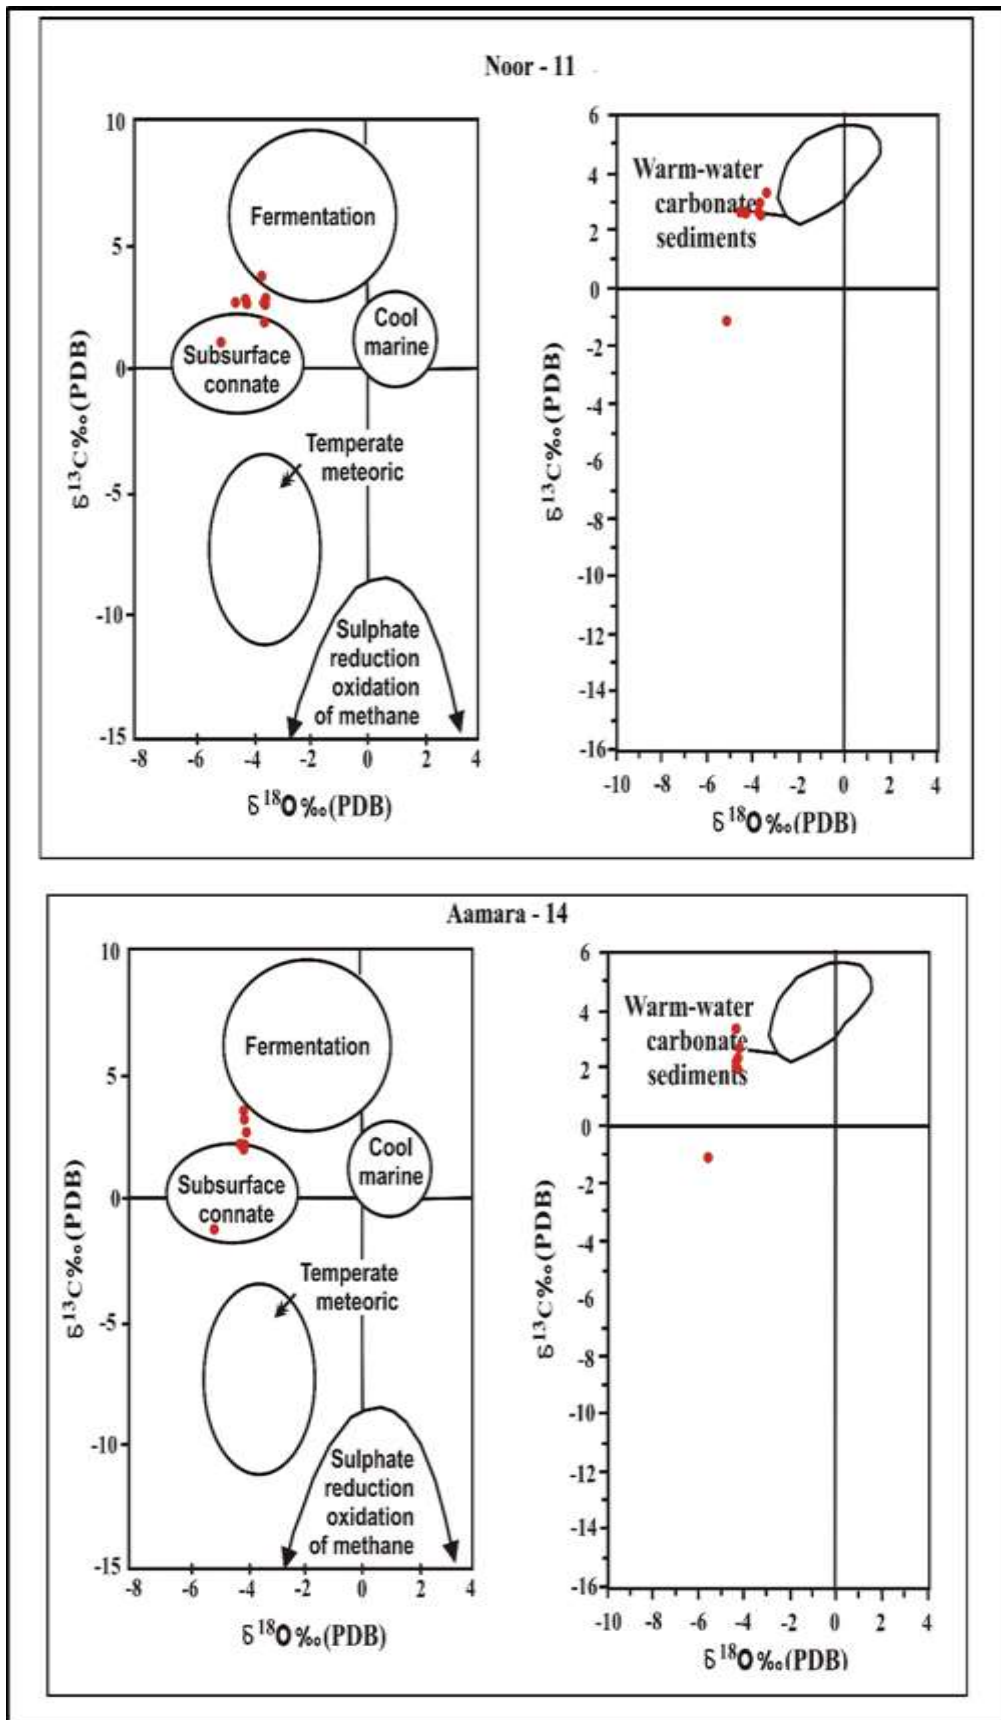 Noor - 11
10
5
0
-5
-10
-15
-8
-6
-4
-2
0
2
4
δ13C‰(PDB)
δ18O‰(PDB)
Fermentation
Cool
marine
Subsurface
connate
Temperate
meteoric
Sulphate
reduction
oxidation
of methane
6
4
2
0
-2
-4
-6
-8
-10
-12
-14
-16
-10
-8
-6
-4
-2
0
2
4
δ13C‰(PDB)
δ18O‰(PDB)
Warm-water
carbonate
sediments
Aamara - 14
10
5
0
-5
-10
-15
-8
-6
-4
-2
0
2
4
δ13C‰(PDB)
δ18O‰(PDB)
Fermentation
Cool
marine
Subsurface
connate
Temperate
meteoric
Sulphate
reduction
oxidation
of methane
6
4
2
0
-2
-4
-6
-8
-10
-12
-14
-16
-10
-8
-6
-4
-2
0
2
4
δ13C‰(PDB)
δ18O‰(PDB)
Warm-water
carbonate
sediments